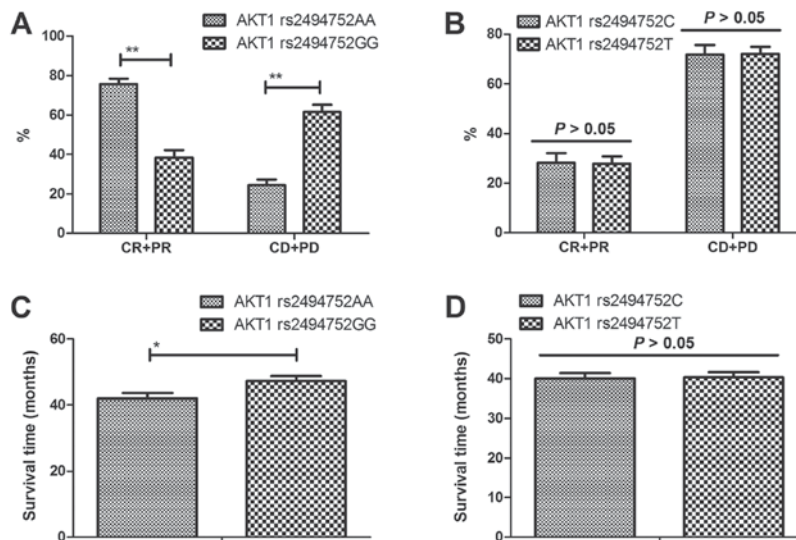 A
AKT1 rs2494752AA
AKT1 rs2494752GG
%
80
60
40
20
0
**
**
CR+PR
CD+PD
B
AKT1 rs2494752C
AKT1 rs2494752T
P > 0.05
%
80
60
40
20
0
P > 0.05
CR+PR
CD+PD
C
AKT1 rs2494752AA
AKT1 rs2494752GG
Survival time (months)
60
40
20
0
*
D
AKT1 rs2494752C
AKT1 rs2494752T
P > 0.05
Survival time (months)
50
40
30
20
10
0